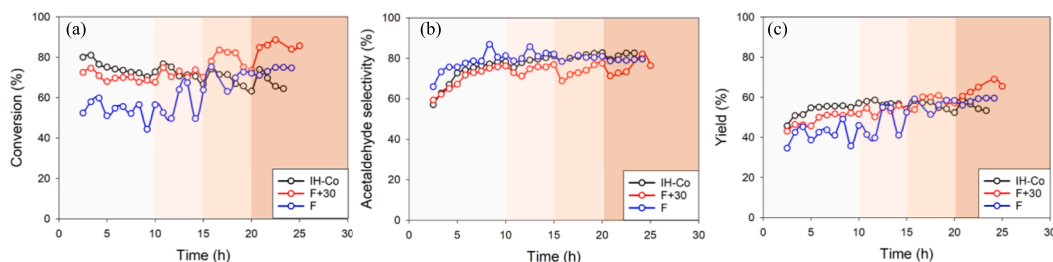 (a)
Conversion (%)
100
80
60
40
20
0
IH-Co
F+30
F
0 5 10 15 20 25 30
Time (h)
(b)
Acetaldehyde selectivity (%)
100
80
60
40
20
0
IH-Co
F+30
F
0 5 10 15 20 25 30
Time (h)
(c)
Yield (%)
100
80
60
40
20
0
IH-Co
F+30
F
0 5 10 15 20 25 30
Time (h)